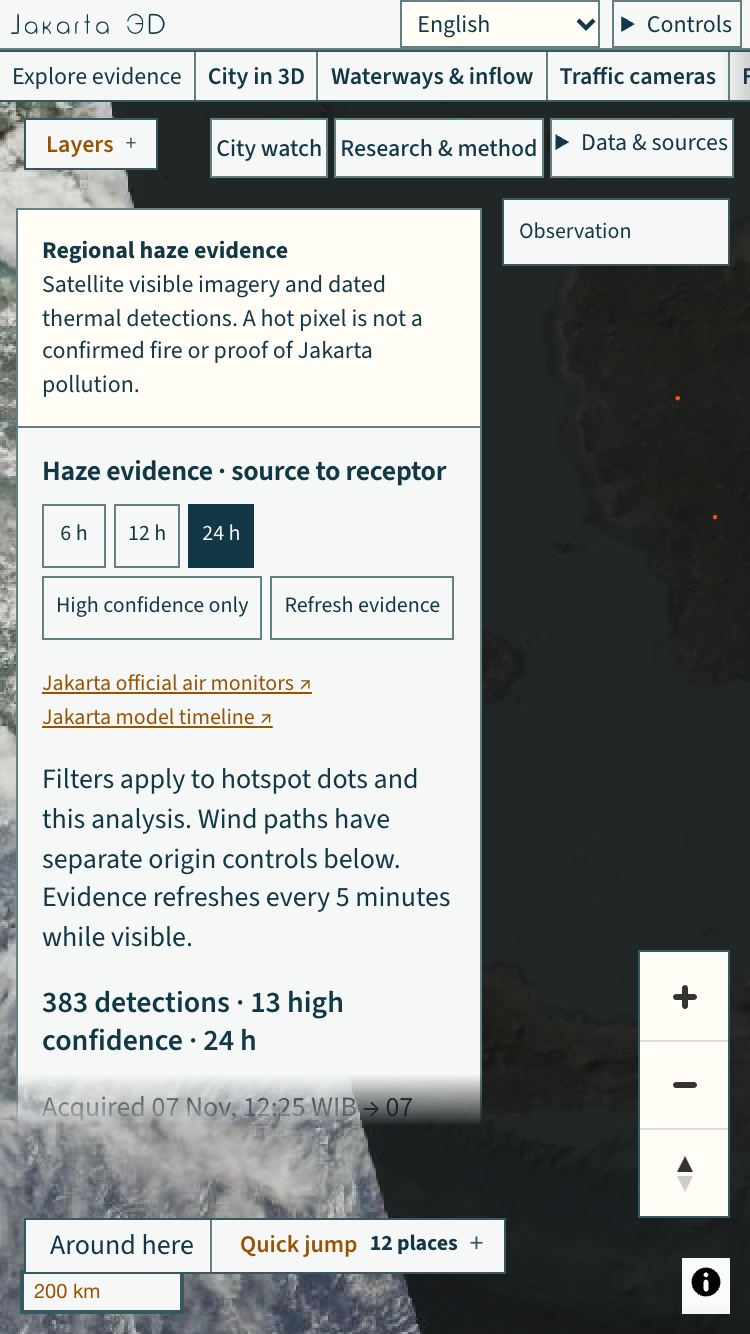 Jakarta 3D
English
Controls
Explore evidence
City in 3D
Waterways & inflow
Traffic cameras
Layers +
City watch
Research & method
Data & sources
Observation
Regional haze evidence
Satellite visible imagery and dated
thermal detections. A hot pixel is not a
confirmed fire or proof of Jakarta
pollution.
Haze evidence · source to receptor
6 h
12 h
24 h
High confidence only
Refresh evidence
Jakarta official air monitors ↗
Jakarta model timeline ↗
Filters apply to hotspot dots and
this analysis. Wind paths have
separate origin controls below.
Evidence refreshes every 5 minutes
while visible.
383 detections · 13 high
confidence · 24 h
Acquired 07 Nov, 12:25 WIB → 07
Around here
Quick jump 12 places +
200 km